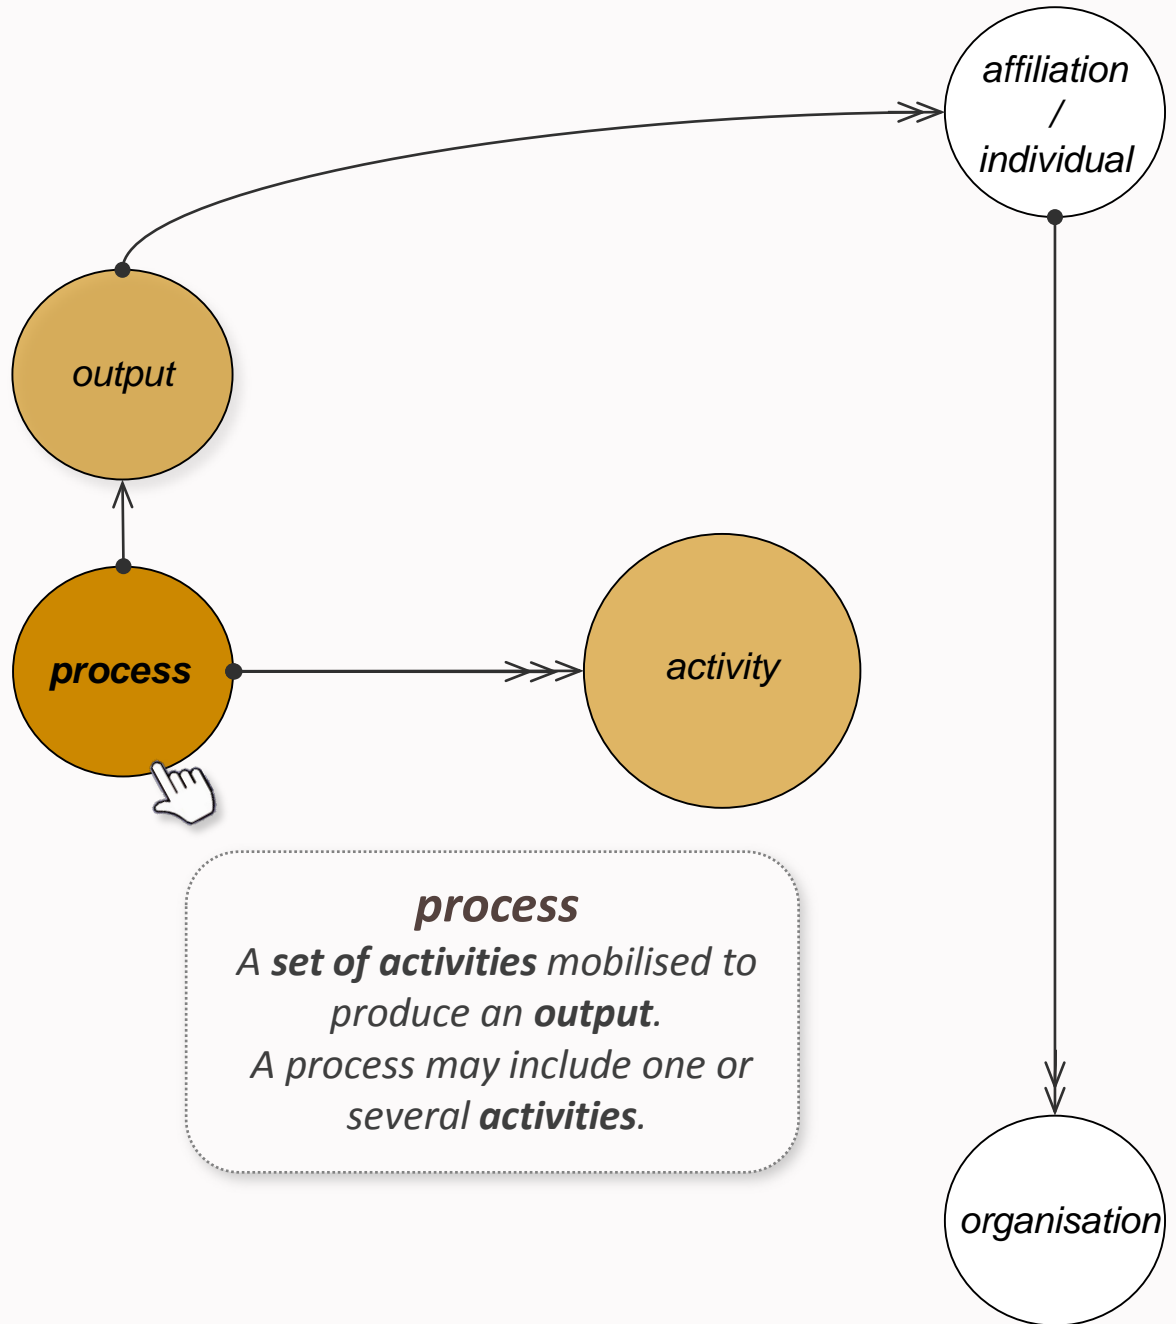 affiliation
/
individual
output
process
activity
process
A set of activities mobilised to
produce an output.
A process may include one or
several activities.
organisation